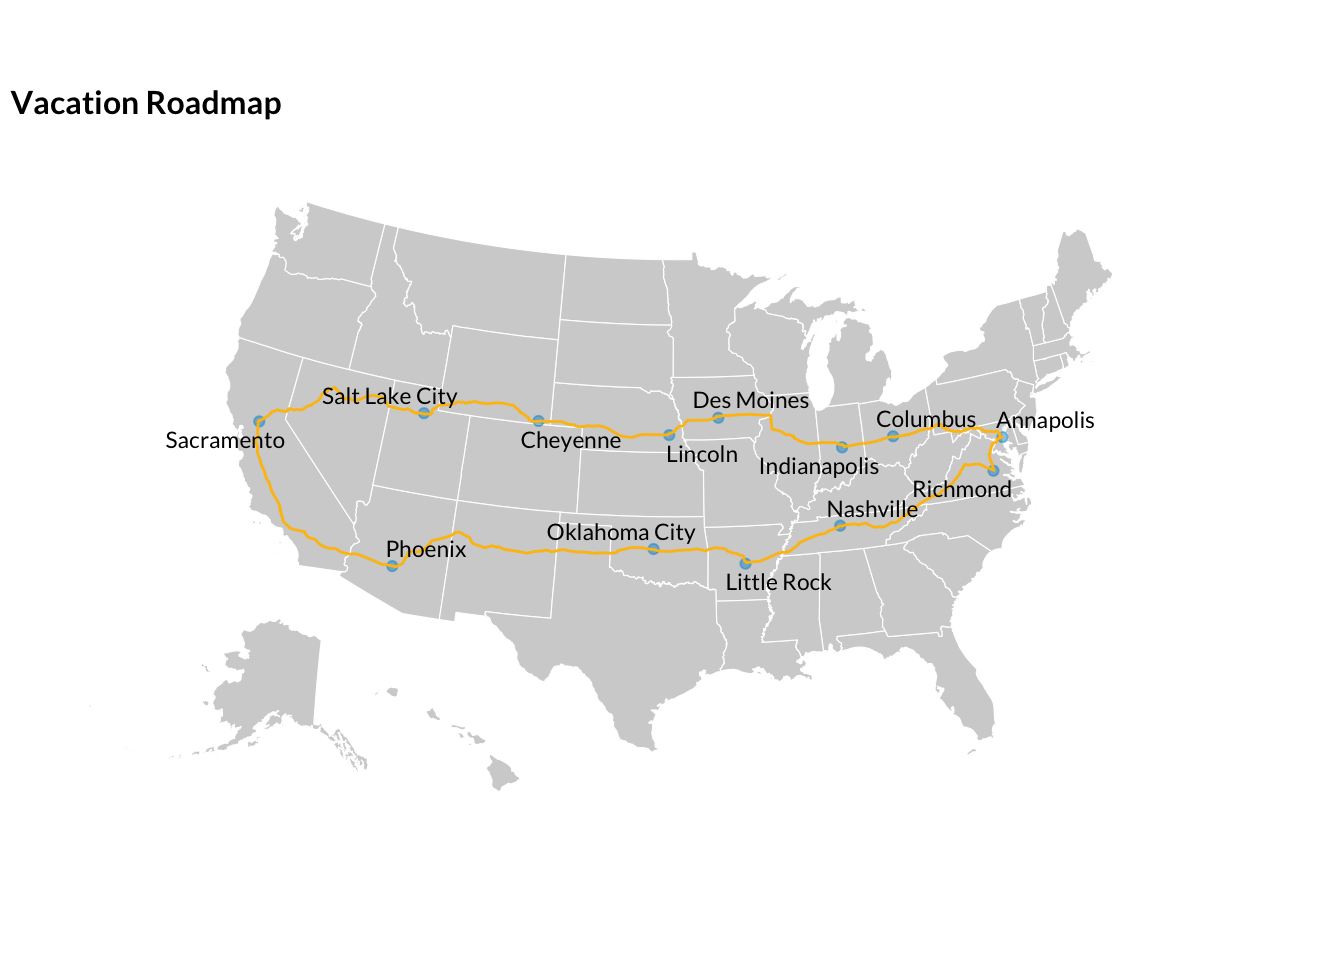 Vacation Roadmap
Salt Lake City
Des Moines
Columbus
Annapolis
Sacramento
Cheyenne
Lincoln
Indianapolis
Richmond
Nashville
Oklahoma City
Phoenix
Little Rock